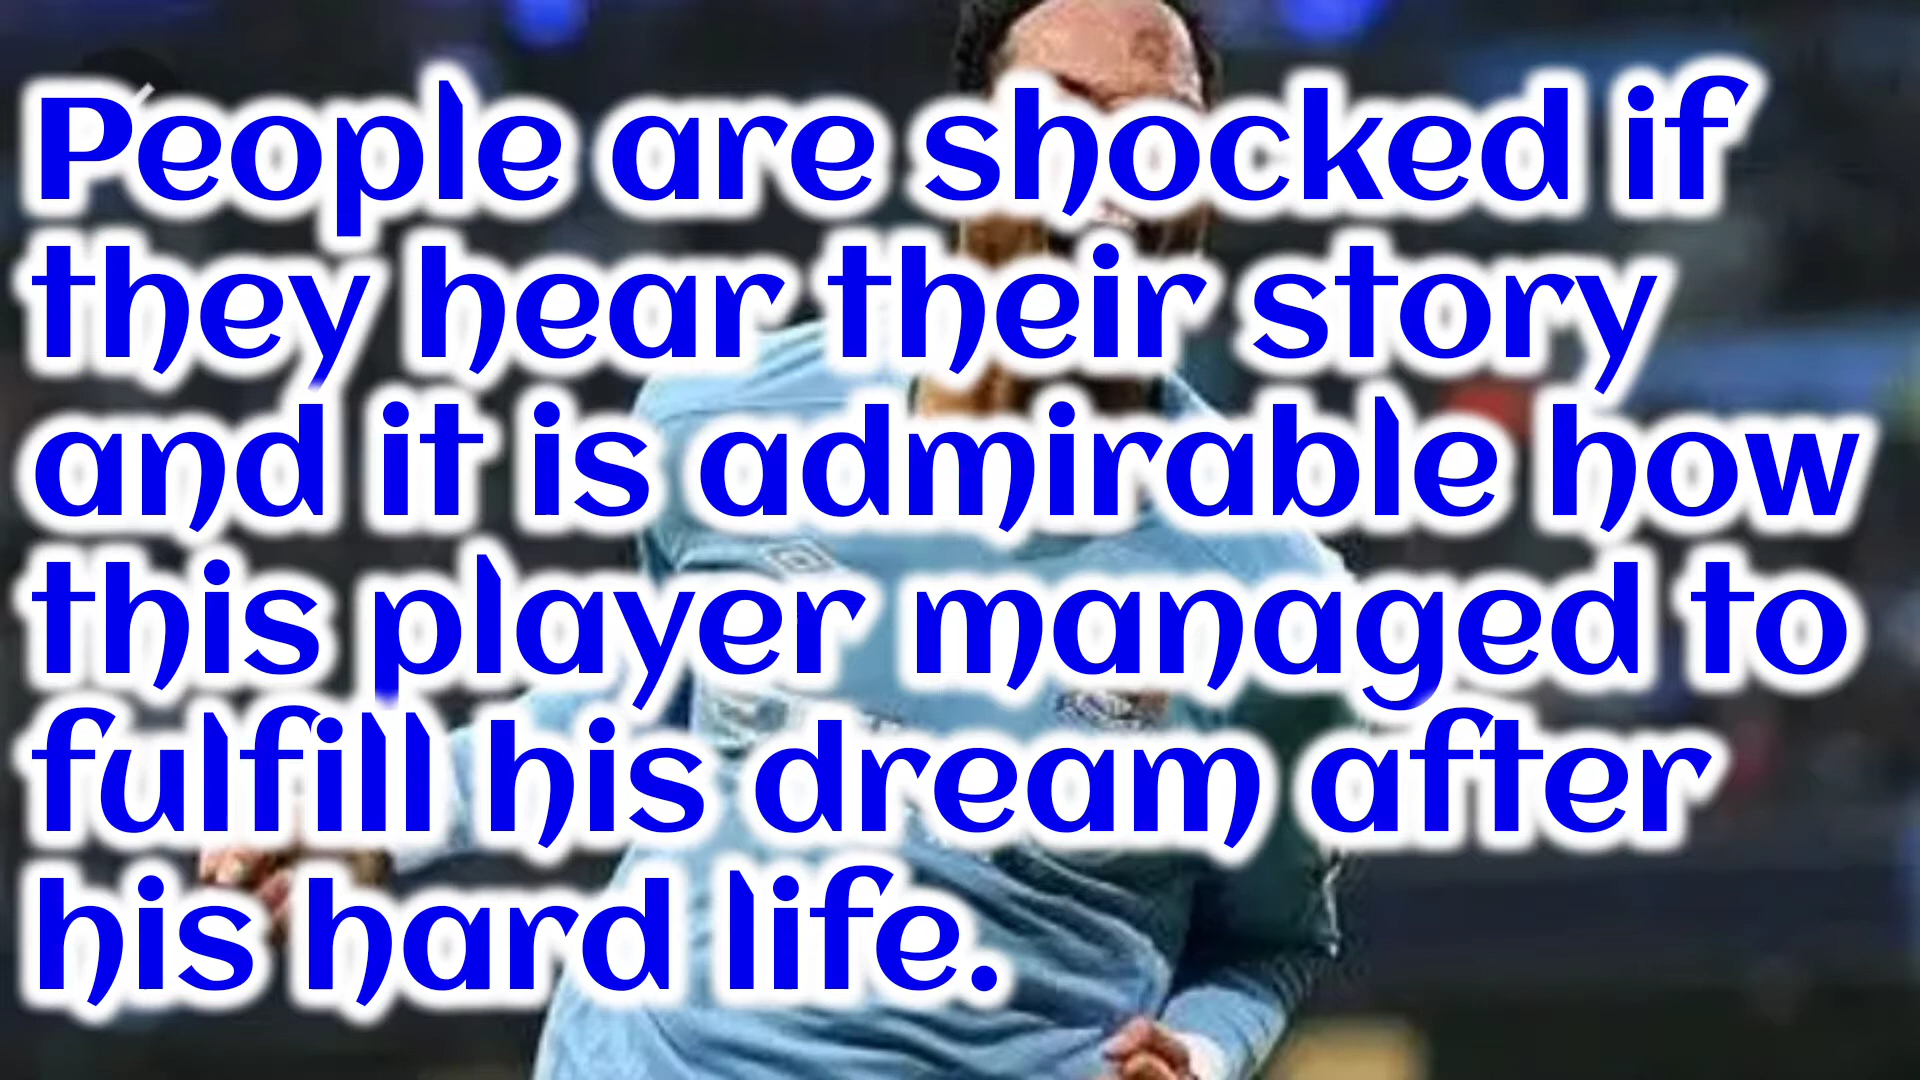 People are shocked if
they hear their story
and it is admirable how
this player managed to
fulfill his dream after
his hard life.